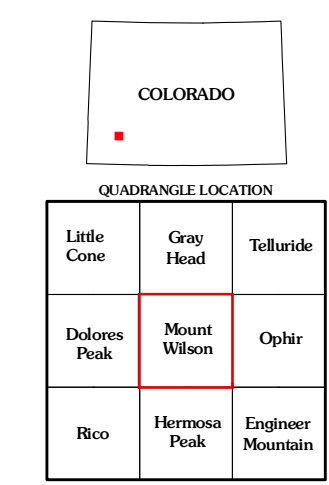 COLORADO
QUADRANGLE LOCATION
Little
Cone
Gray
Head
Telluride
Dolores
Peak
Mount
Wilson
Ophir
Rico
Hermosa
Peak
Engineer
Mountain